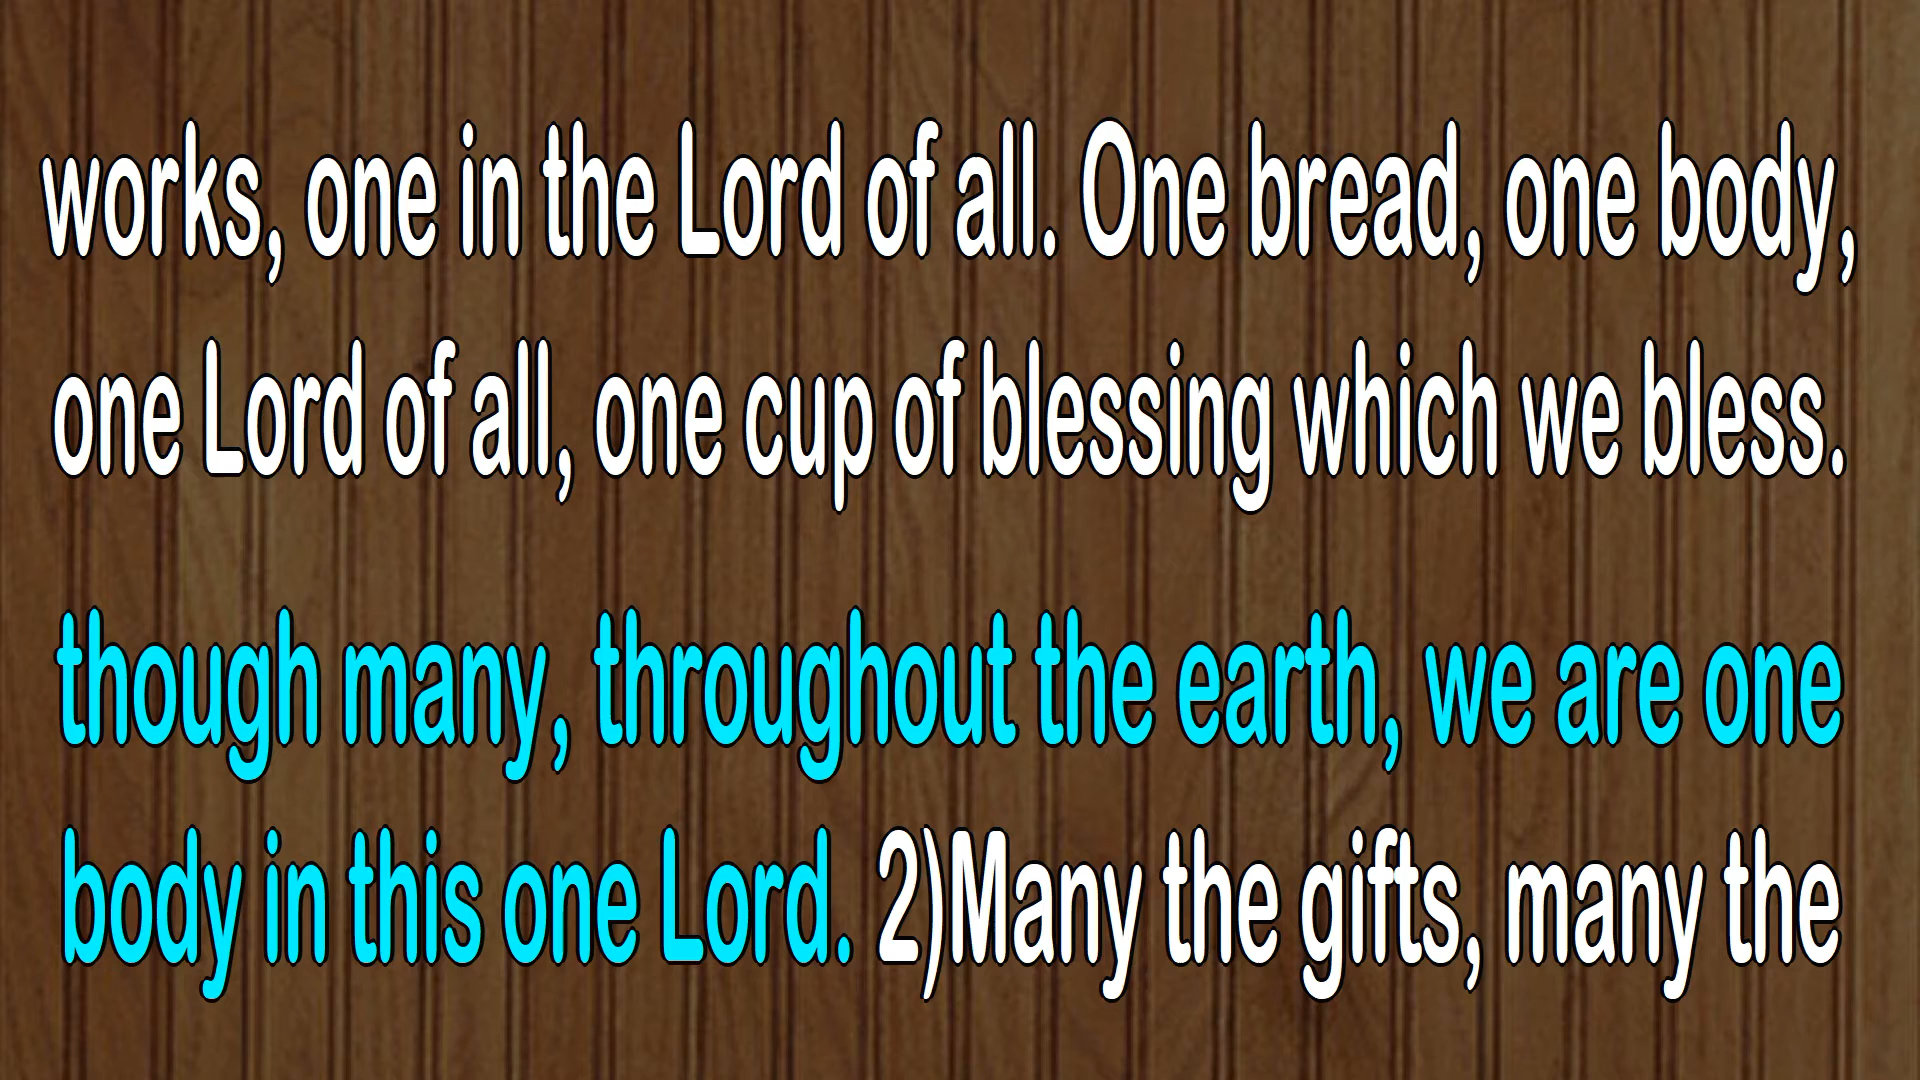 works, one in the Lord of all. One bread, one body,
one Lord of all, one cup of blessing which we bless.
though many, throughout the earth, we are one
body in this one Lord. 2)Many the gifts, many the